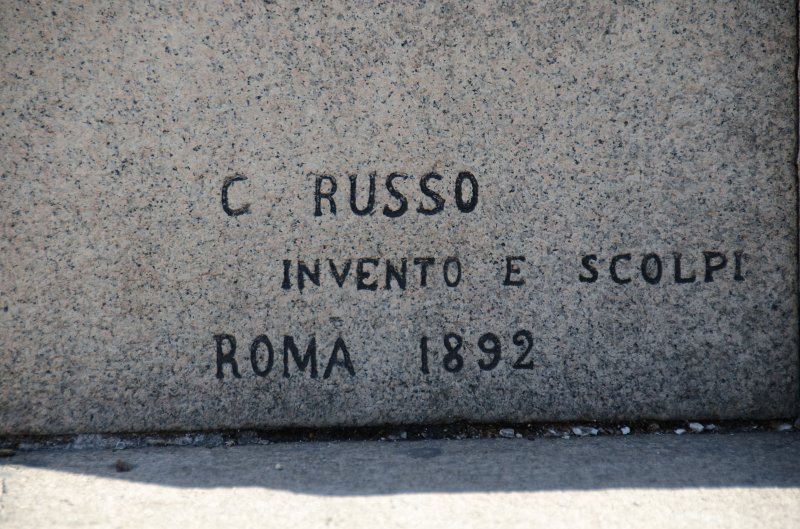 C RUSSO
INVENTO E SCOLPI
ROMA 1892